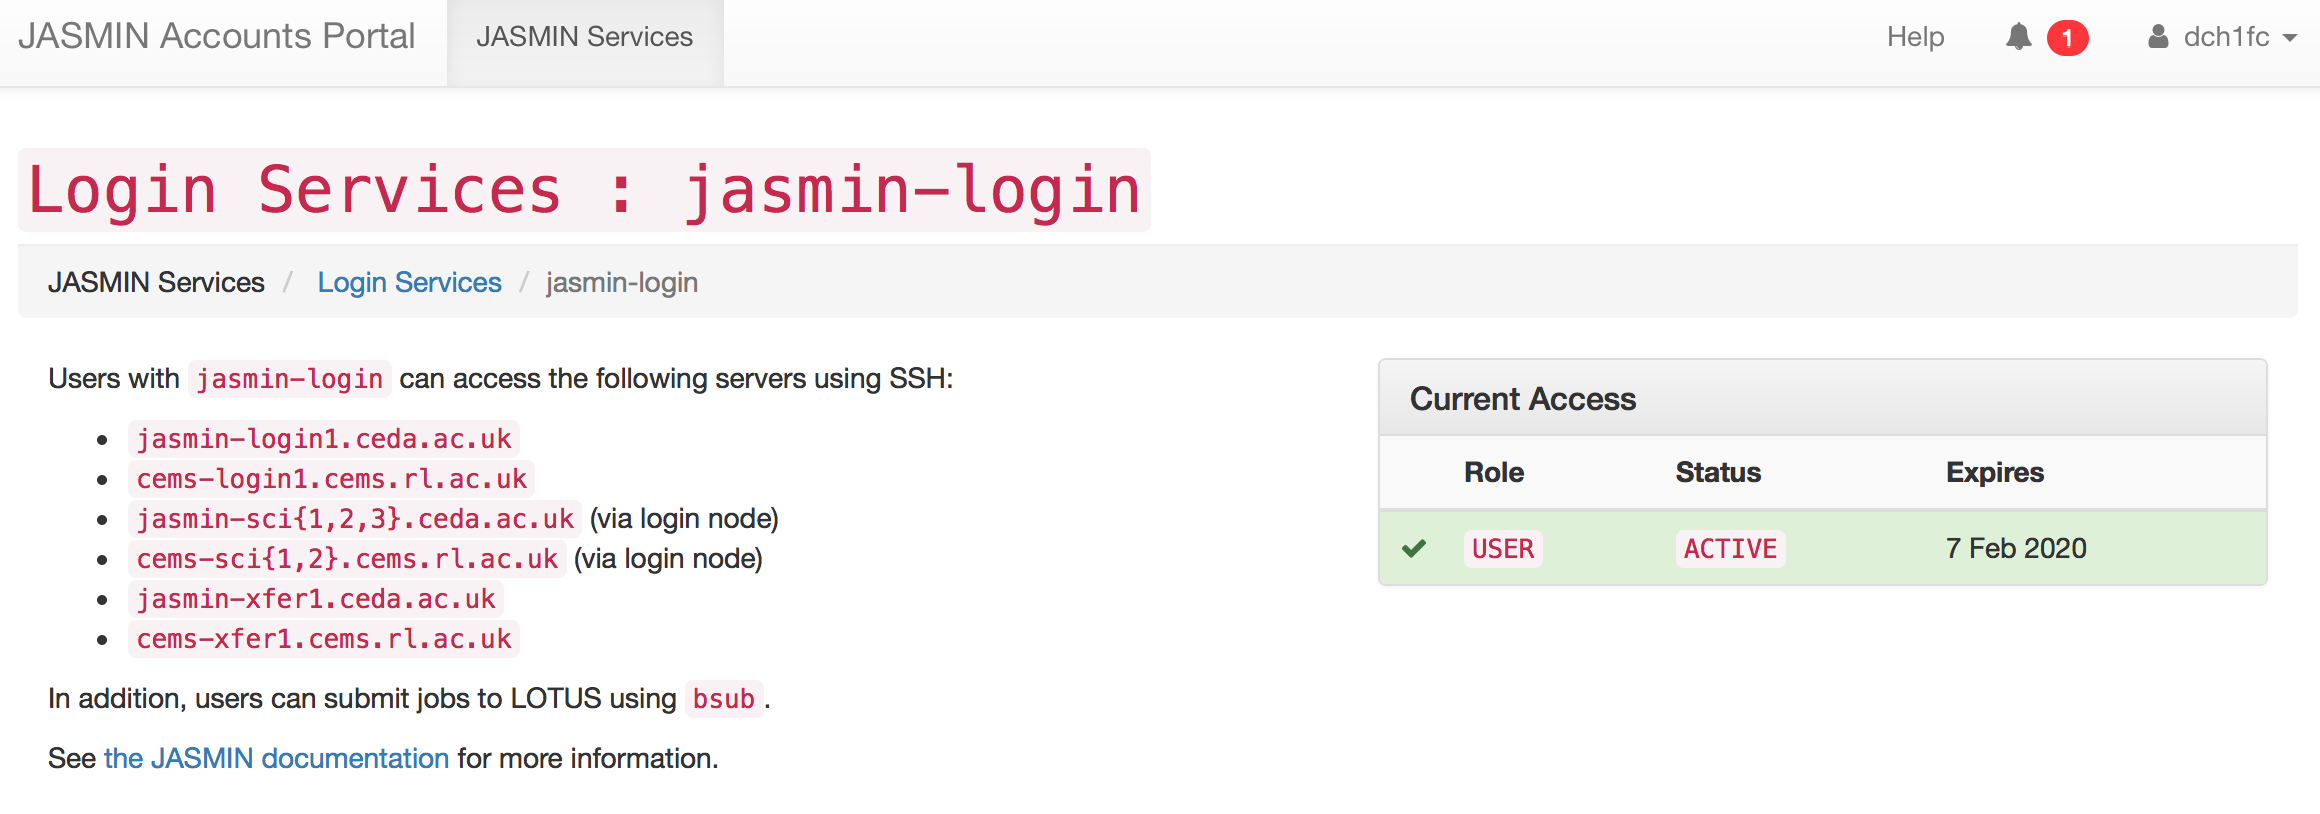 JASMIN Accounts Portal JASMIN Services Help 1 dch1fc
Login Services : jasmin-login
JASMIN Services / Login Services / jasmin-login
Users with jasmin-login can access the following servers using SSH:
• jasmin-login1.ceda.ac.uk
• cems-login1.cems.rl.ac.uk
• jasmin-sci{1,2,3}.ceda.ac.uk (via login node)
• cems-sci{1,2}.cems.rl.ac.uk (via login node)
• jasmin-xfer1.ceda.ac.uk
• cems-xfer1.cems.rl.ac.uk
In addition, users can submit jobs to LOTUS using bsub.
See the JASMIN documentation for more information.
Current Access
Role Status Expires
USER ACTIVE 7 Feb 2020